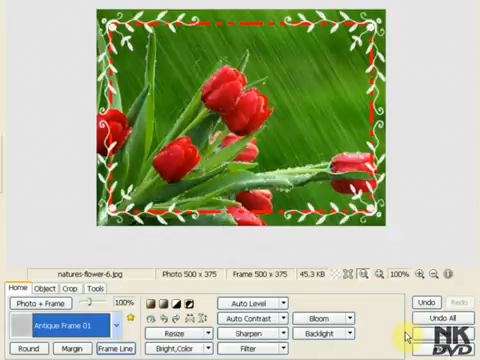 natures-flower-6.jpg Photo 500 x 375 Frame 500 x 375 45.3 KB 100%
Home Object Crop Tools
Photo + Frame 100% Auto Level Undo Redo
Antique Frame 01 Auto Contrast Bloom Undo All
Resize Sharpen Backlight
Round Margin Frame Line Bright,Color Filter
NK
DVD